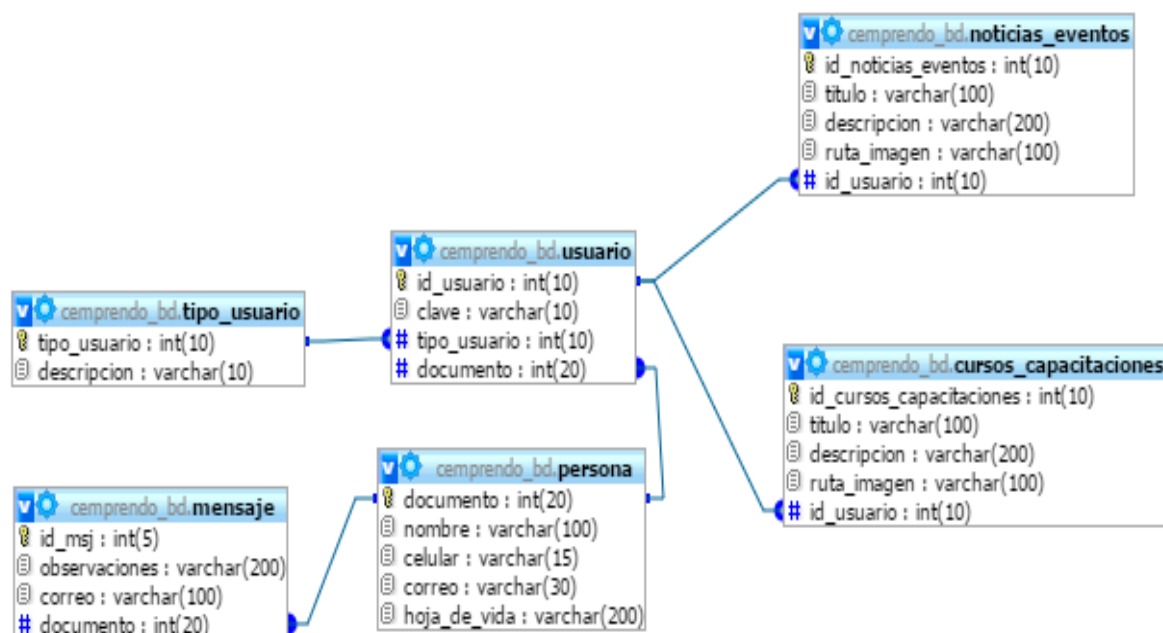 cemprendo_bd.noticias_eventos
id_noticias_eventos : int(10)
titulo : varchar(100)
descripcion : varchar(200)
ruta_imagen : varchar(100)
# id_usuario : int(10)
cemprendo_bd.usuario
id_usuario : int(10)
clave : varchar(10)
# tipo_usuario : int(10)
# documento : int(20)
cemprendo_bd.tipo_usuario
tipo_usuario : int(10)
descripcion : varchar(10)
cemprendo_bd.cursos_capacitaciones
id_cursos_capacitaciones : int(10)
titulo : varchar(100)
descripcion : varchar(200)
ruta_imagen : varchar(100)
# id_usuario : int(10)
cemprendo_bd.persona
documento : int(20)
nombre : varchar(100)
celular : varchar(15)
correo : varchar(30)
hoja_de_vida : varchar(200)
cemprendo_bd.mensaje
id_msj : int(5)
observaciones : varchar(200)
correo : varchar(100)
# documento : int(20)